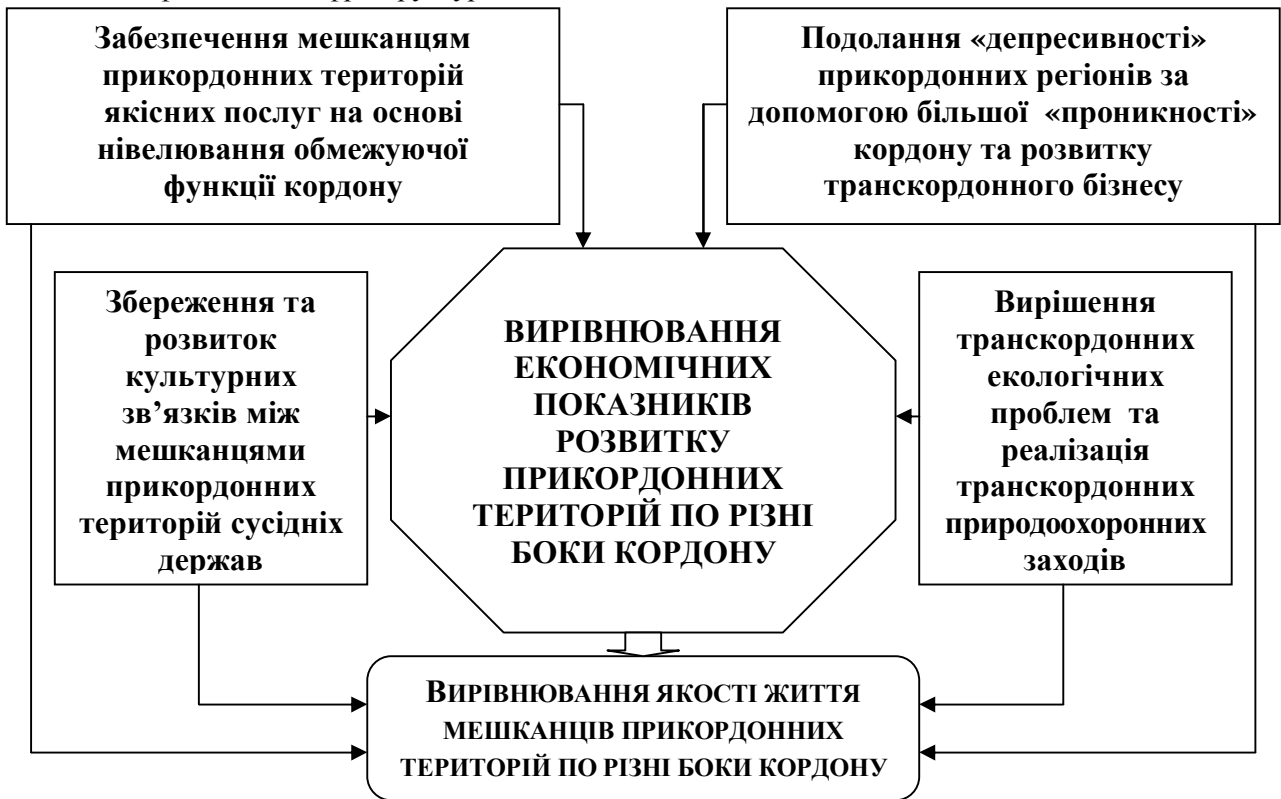 Забезпечення мешканцям
прикордонних територій
якісних послуг на основі
нівелювання обмежуючої
функції кордону
Подолання «депресивності»
прикордонних регіонів за
допомогою більшої «проникності»
кордону та розвитку
транскордонного бізнесу
Збереження та
розвиток
культурних
зв’язків між
мешканцями
прикордонних
територій сусідніх
держав
ВИРІВНЮВАННЯ
ЕКОНОМІЧНИХ
ПОКАЗНИКІВ
РОЗВИТКУ
ПРИКОРДОННИХ
ТЕРИТОРІЙ ПО РІЗНІ
БОКИ КОРДОНУ
Вирішення
транскордонних
екологічних
проблем та
реалізація
транскордонних
природоохоронних
заходів
ВИРІВНЮВАННЯ ЯКОСТІ ЖИТТЯ
МЕШКАНЦІВ ПРИКОРДОННИХ
ТЕРИТОРІЙ ПО РІЗНІ БОКИ КОРДОНУ